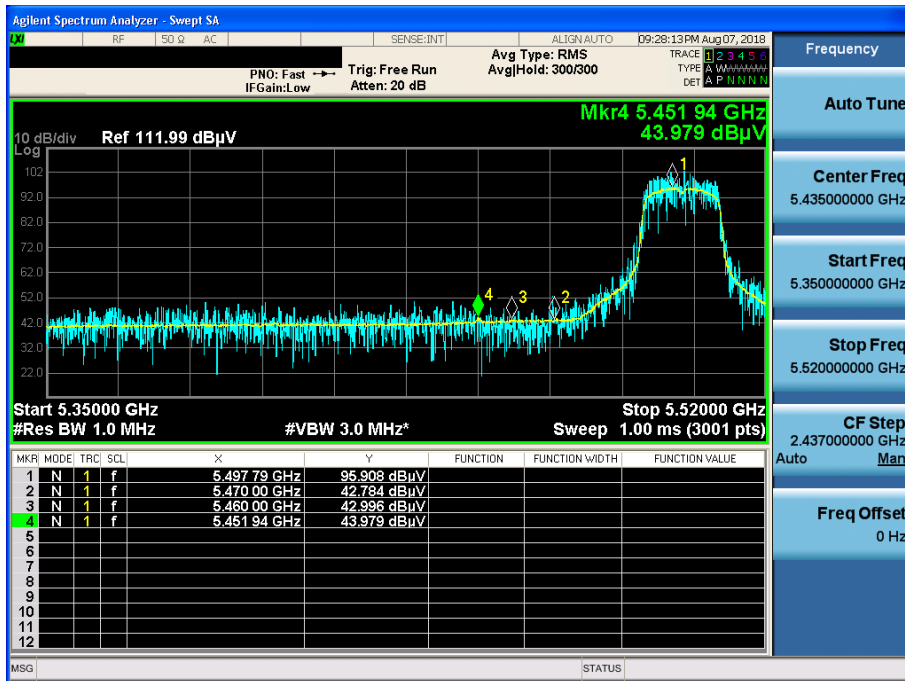 Agilent Spectrum Analyzer - Swept SA
LXI RF 50 Ω AC SENSE:INT ALIGN AUTO 09:28:13 PM Aug 07, 2018
PNO: Fast Trig: Free Run Avg Type: RMS TRACE 1 2 3 4 5 6
IFGain:Low Atten: 20 dB Avg|Hold: 300/300 TYPE A WWWWW
DET A P N N N N
Frequency
Mkr4 5.451 94 GHz
43.979 dBµV
10 dB/div Ref 111.99 dBµV
Log
102
92.0
82.0
72.0
62.0
52.0
42.0
32.0
22.0
1
4
3
2
Start 5.35000 GHz Stop 5.52000 GHz
#Res BW 1.0 MHz #VBW 3.0 MHz* Sweep 1.00 ms (3001 pts)
MKR MODE TRC SCL X Y FUNCTION FUNCTION WIDTH FUNCTION VALUE
1 N 1 f 5.497 79 GHz 95.908 dBµV
2 N 1 f 5.470 00 GHz 42.784 dBµV
3 N 1 f 5.460 00 GHz 42.996 dBµV
4 N 1 f 5.451 94 GHz 43.979 dBµV
5
6
7
8
9
10
11
12
MSG STATUS
Auto Tune
Center Freq
5.435000000 GHz
Start Freq
5.350000000 GHz
Stop Freq
5.520000000 GHz
CF Step
2.437000000 GHz
Auto Man
Freq Offset
0 Hz